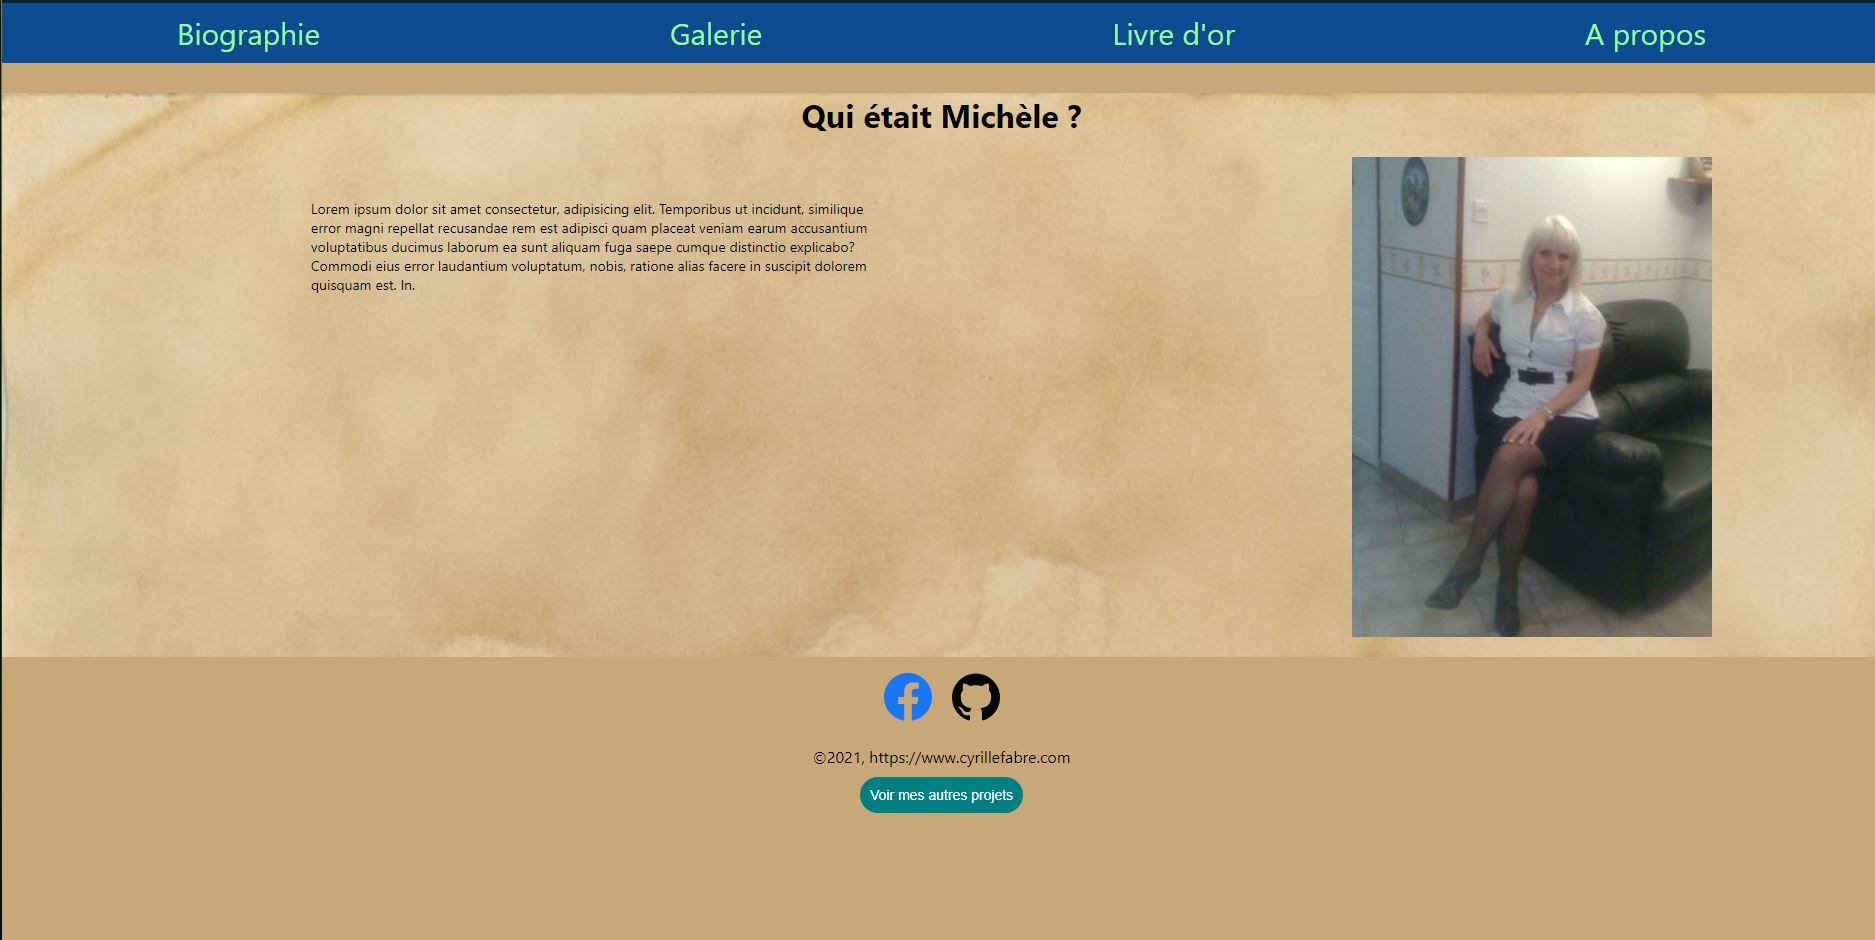 Biographie Galerie Livre d'or A propos
Qui était Michèle ?
Lorem ipsum dolor sit amet consectetur, adipisicing elit. Temporibus ut incidunt, similique
error magni repellat recusandae rem est adipisci quam placeat veniam earum accusantium
voluptatibus ducimus laborum ea sunt aliquam fuga saepe cumque distinctio explicabo?
Commodi eius error laudantium voluptatum, nobis, ratione alias facere in suscipit dolorem
quisquam est. In.
©2021, https://www.cyrillefabre.com
Voir mes autres projets